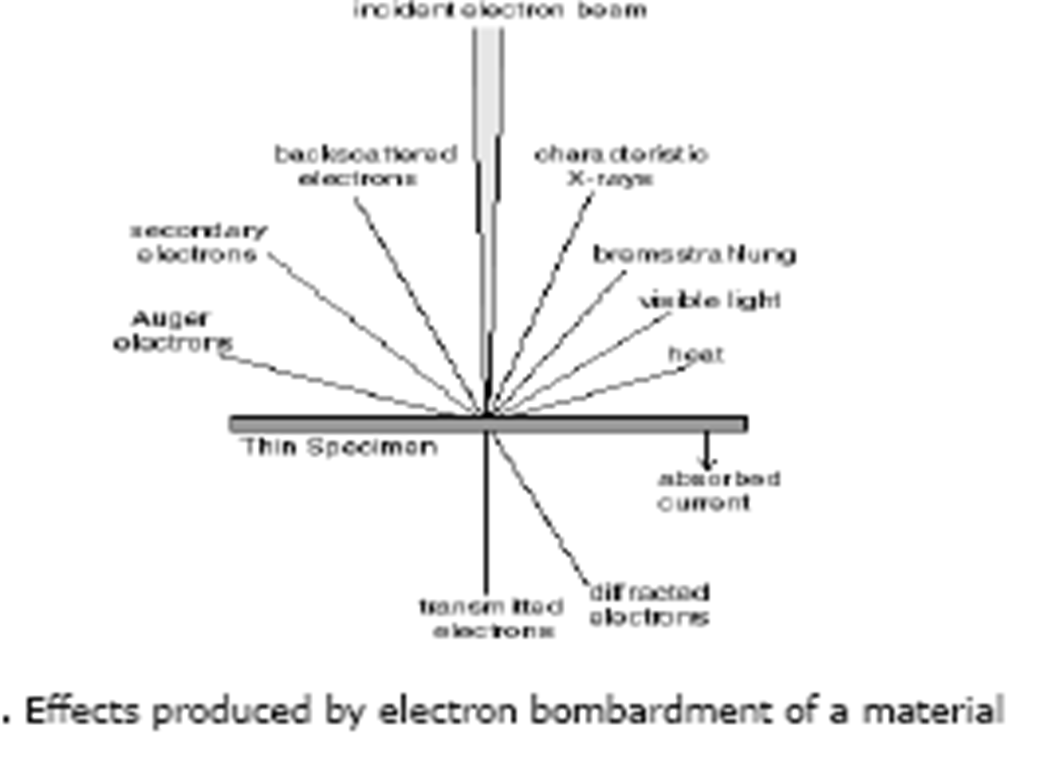 incident electron beam
backscattered
electrons
characteristic
X-rays
secondary
electrons
bremsstrahlung
visible light
Auger
electrons
heat
Thin Specimen
absorbed
current
transmitted
electrons
diffracted
electrons
. Effects produced by electron bombardment of a material